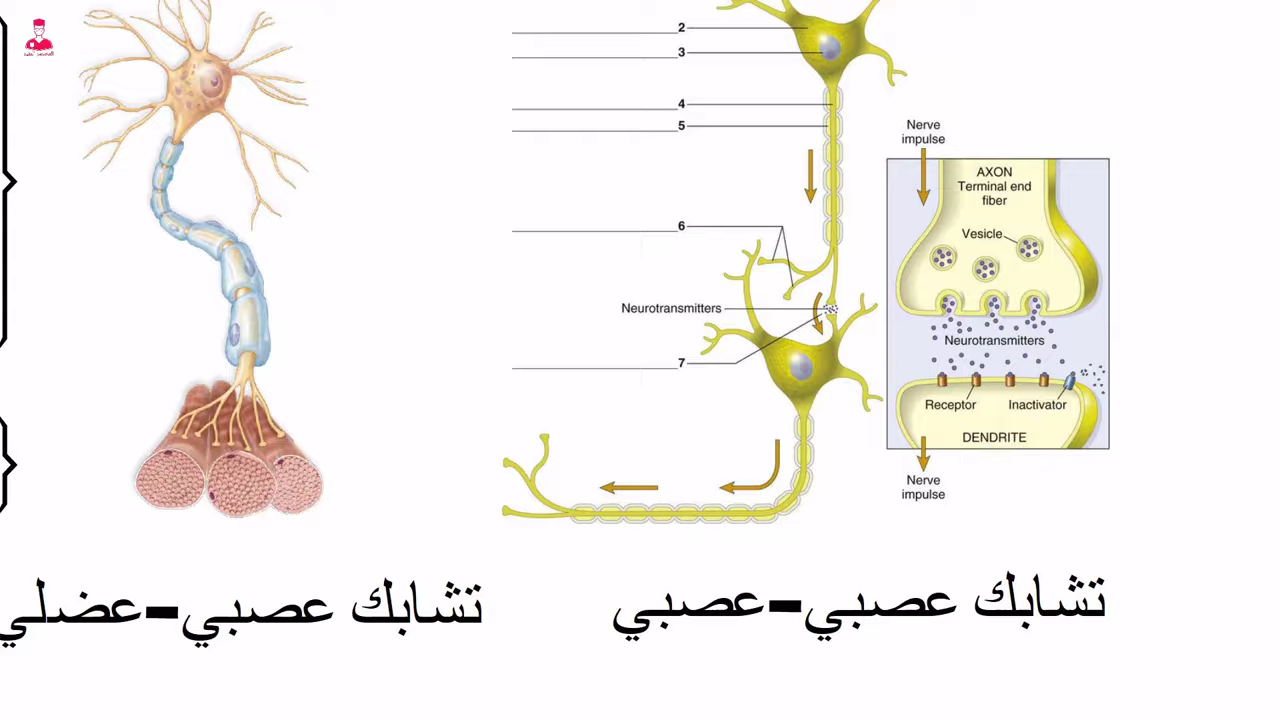 2
3
4
5
6
Neurotransmitters
7
Nerve
impulse
AXON
Terminal end
fiber
Vesicle
Neurotransmitters
Receptor
Inactivator
DENDRITE
Nerve
impulse
تشابك عصبي-عصبي
تشابك عصبي-عضلي